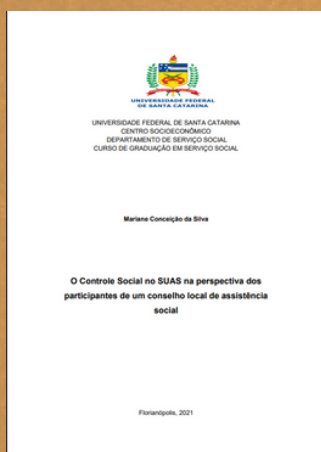 UNIVERSIDADE FEDERAL
DE SANTA CATARINA
UNIVERSIDADE FEDERAL DE SANTA CATARINA
CENTRO SOCIOECONÔMICO
DEPARTAMENTO DE SERVIÇO SOCIAL
CURSO DE GRADUAÇÃO EM SERVIÇO SOCIAL
Mariane Conceição da Silva
O Controle Social no SUAS na perspectiva dos
participantes de um conselho local de assistência
social
Florianópolis, 2021